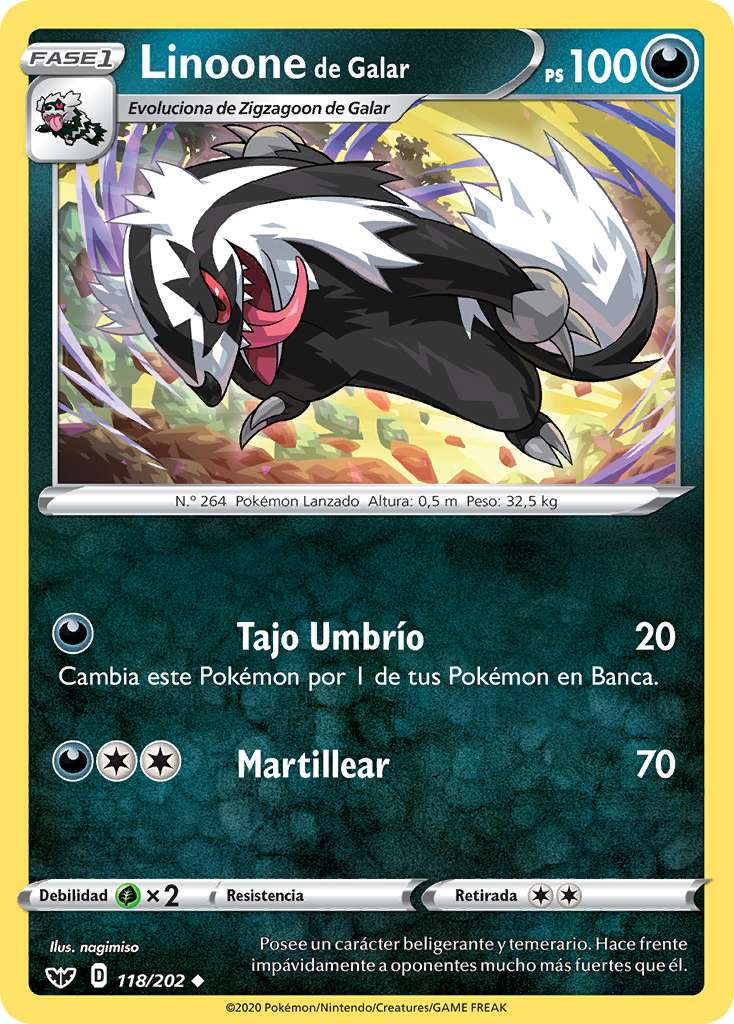 FASE 1
Linoone de Galar
PS 100
Evoluciona de Zigzagoon de Galar
N.º 264 Pokémon Lanzado Altura: 0,5 m Peso: 32,5 kg
Tajo Umbrío 20
Cambia este Pokémon por 1 de tus Pokémon en Banca.
Martillear 70
Debilidad ×2 Resistencia Retirada
Ilus. nagimiso
Posee un carácter beligerante y temerario. Hace frente
impávidamente a oponentes mucho más fuertes que él.
D 118/202
©2020 Pokémon/Nintendo/Creatures/GAME FREAK